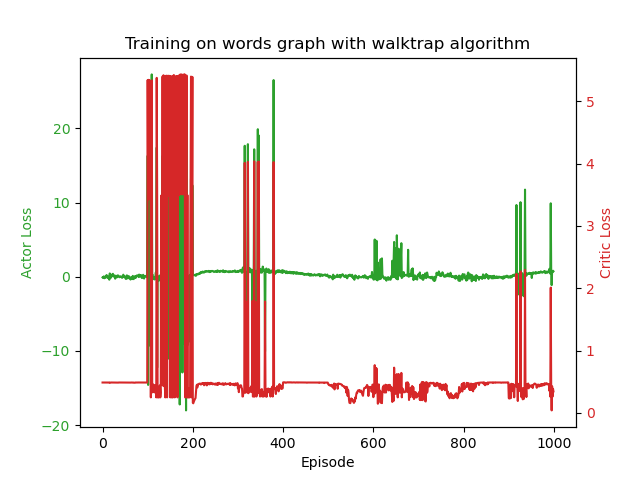 Training on words graph with walktrap algorithm
Actor Loss
20
10
0
−10
−20
5
4
3
2
1
0
Critic Loss
0 200 400 600 800 1000
Episode